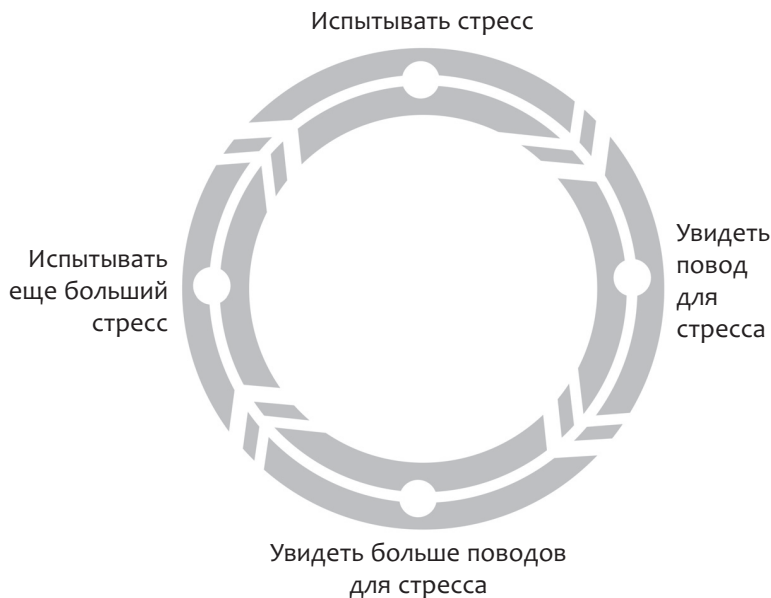 Испытывать стресс
Увидеть
повод
для
стресса
Испытывать
еще больший
стресс
Увидеть больше поводов
для стресса